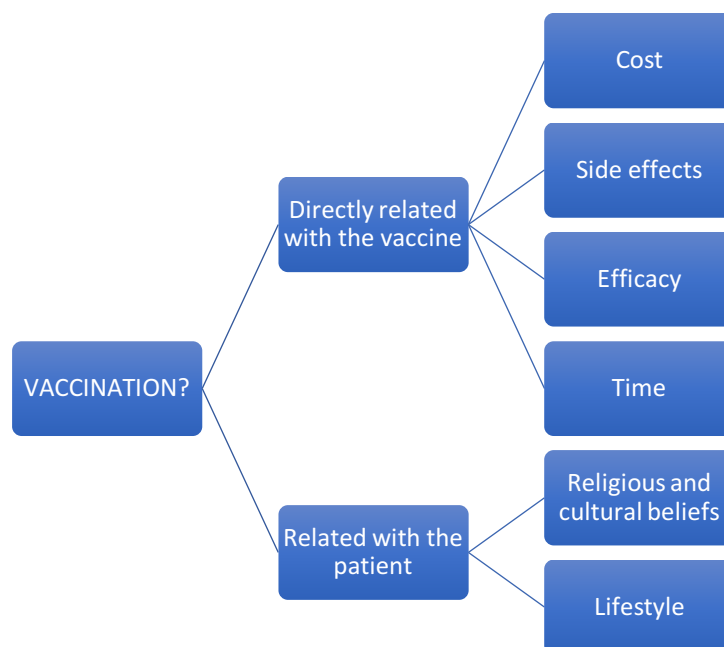 VACCINATION?
Directly related
with the vaccine
Cost
Side effects
Efficacy
Time
Related with the
patient
Religious and
cultural beliefs
Lifestyle